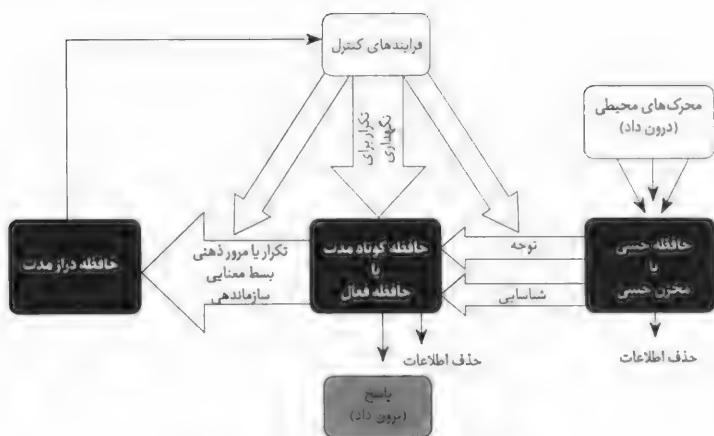 فرایندهای کنترل
محرک‌های محیطی
(درون داد)
تکرار برای
نگهداری
حافظه حسی
یا
مخزن حسی
توجه
شناسایی
حافظه کوتاه مدت
یا
حافظه فعال
تکرار یا مرور ذهنی
بسط معنایی
سازماندهی
حافظه دراز مدت
حذف اطلاعات
حذف اطلاعات
پاسخ
(برون داد)